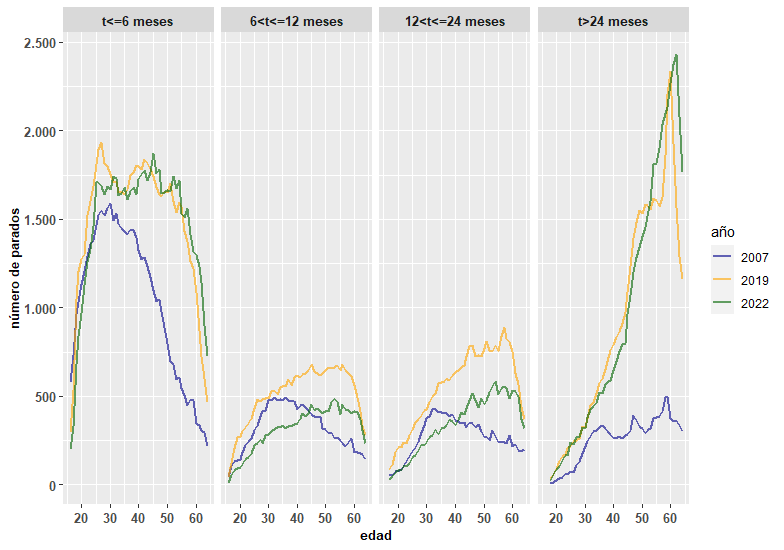 t<=6 meses 6<t<=12 meses 12<t<=24 meses t>24 meses
2.500
2.000
1.500
1.000
500
0
número de parados
20 30 40 50 60 20 30 40 50 60 20 30 40 50 60 20 30 40 50 60
edad
año
2007
2019
2022